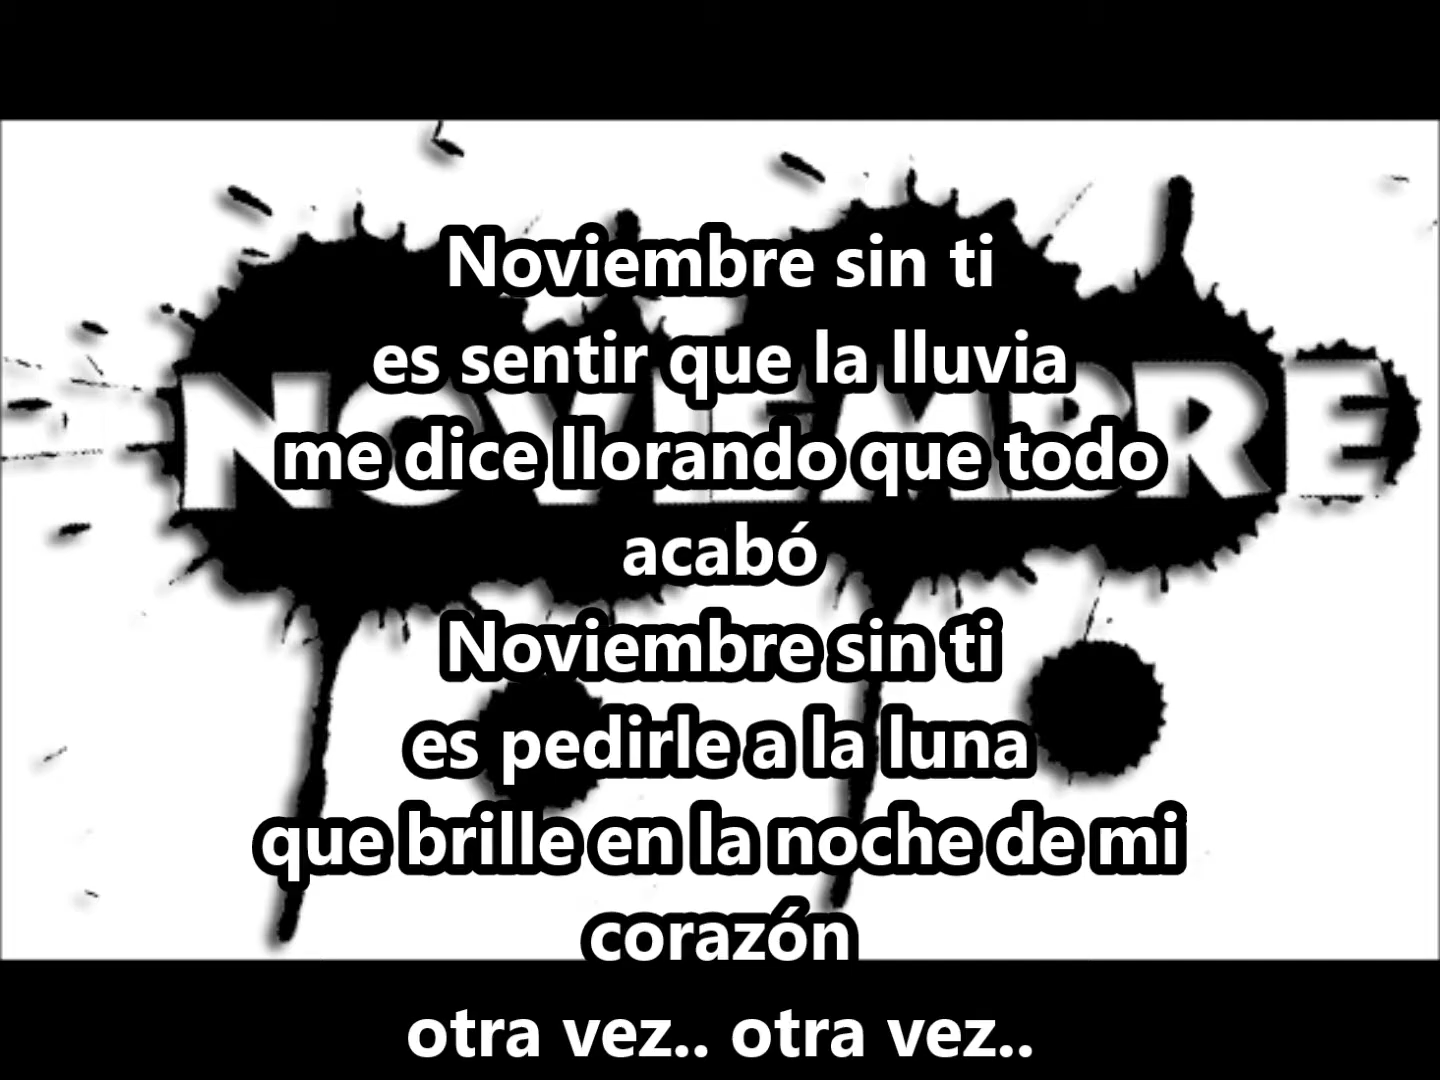 Noviembre sin ti
es sentir que la lluvia
NOVIEMBRE
me dice llorando que todo
acabó
Noviembre sin ti
es pedirle a la luna
que brille en la noche de mi
corazón
otra vez.. otra vez..